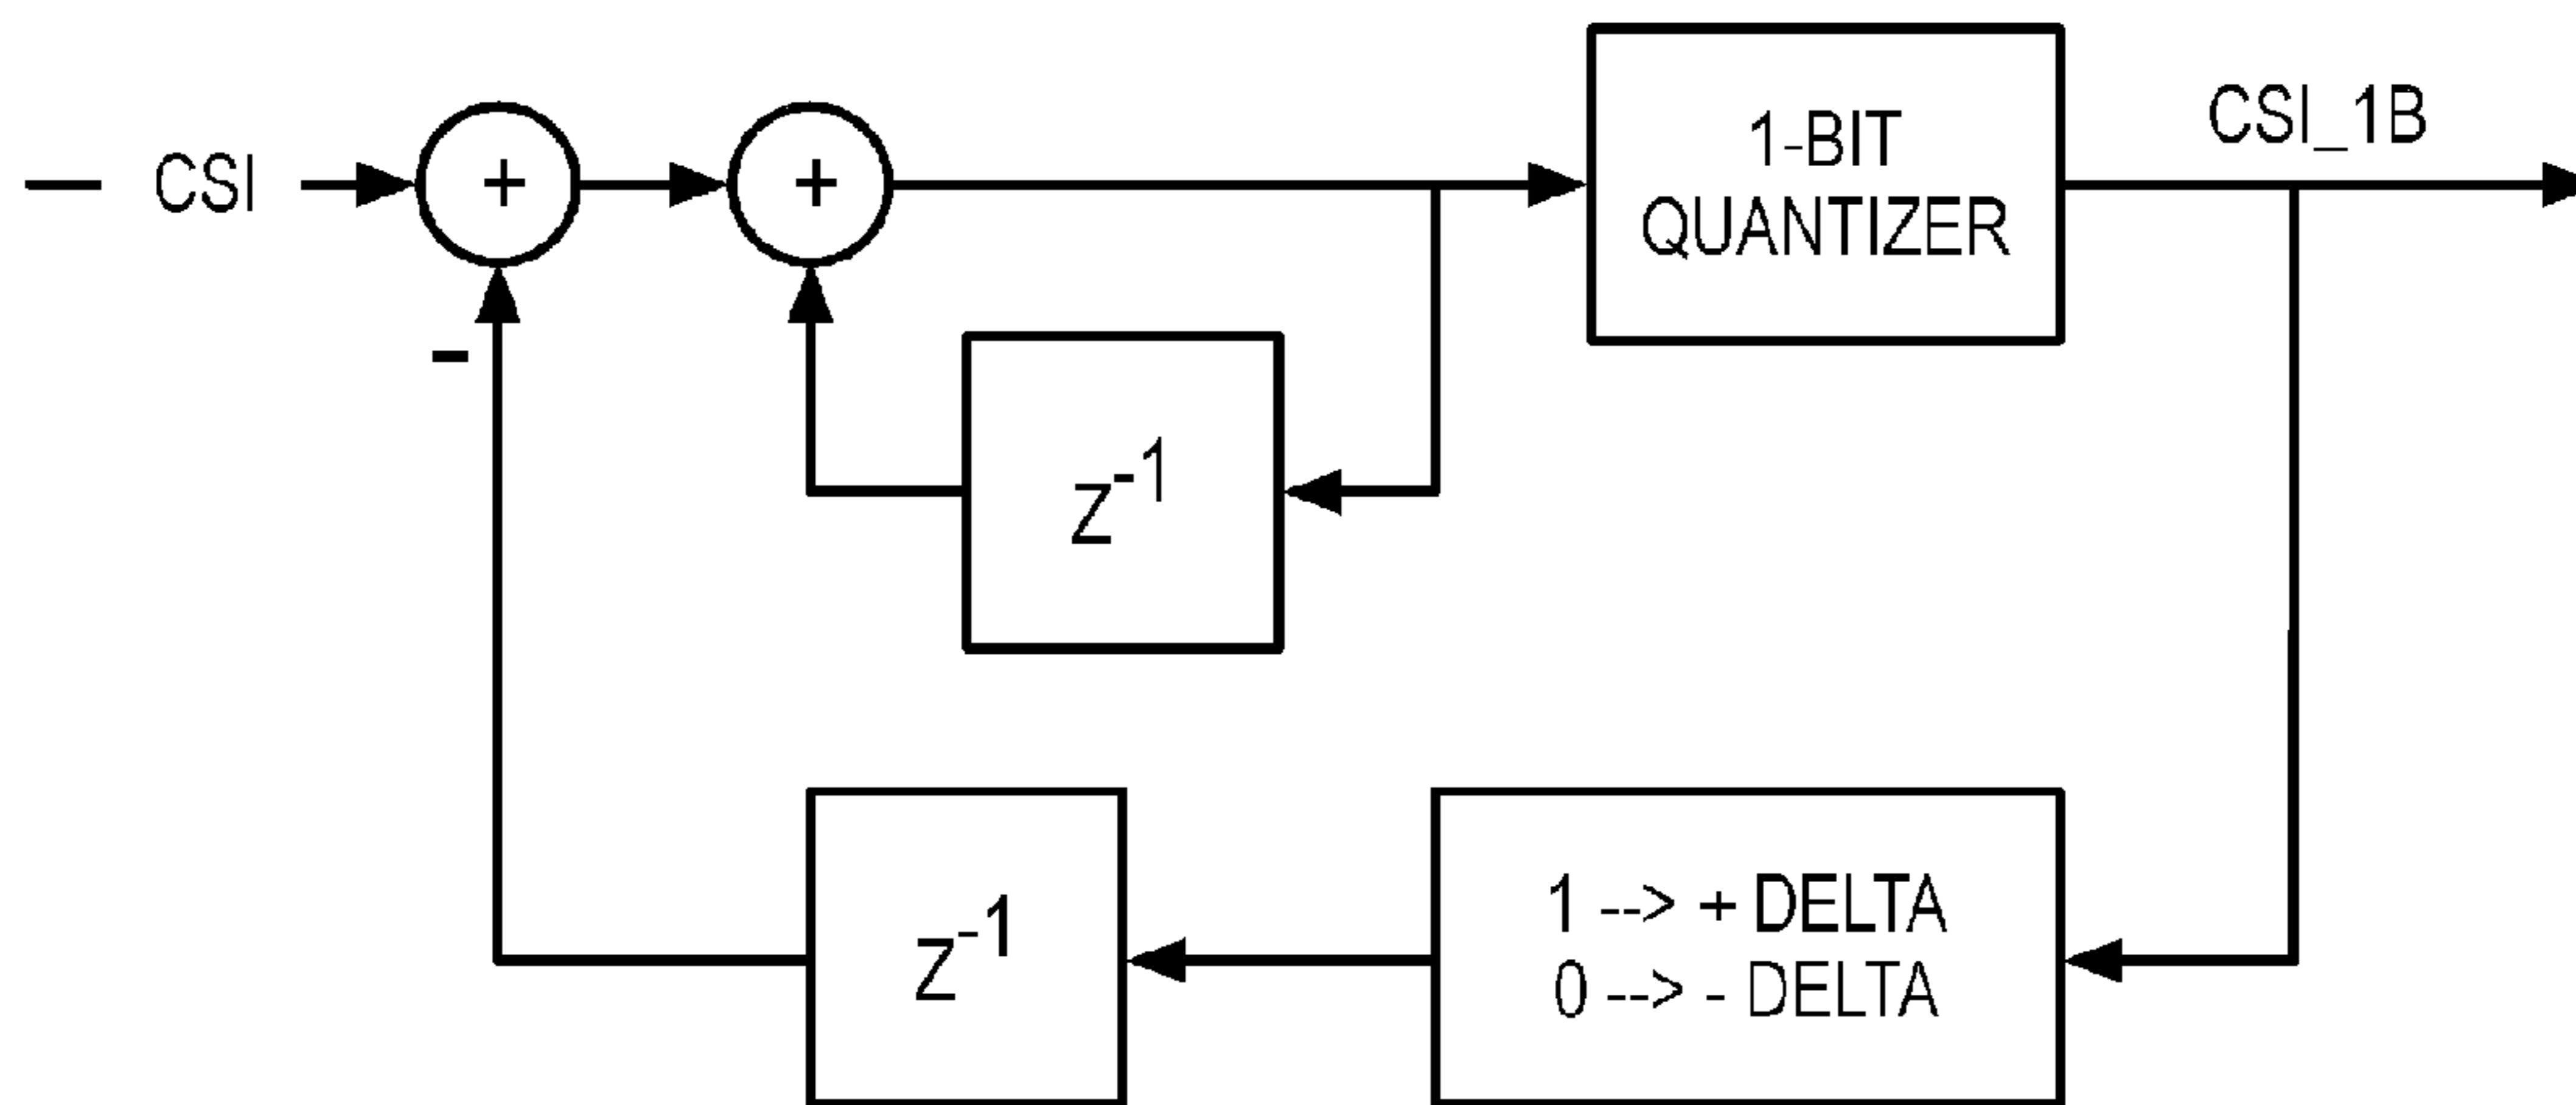 — CSI
+
+
1-BIT
QUANTIZER
CSI_1B
-
Z^-1
Z^-1
1 --> + DELTA
0 --> - DELTA